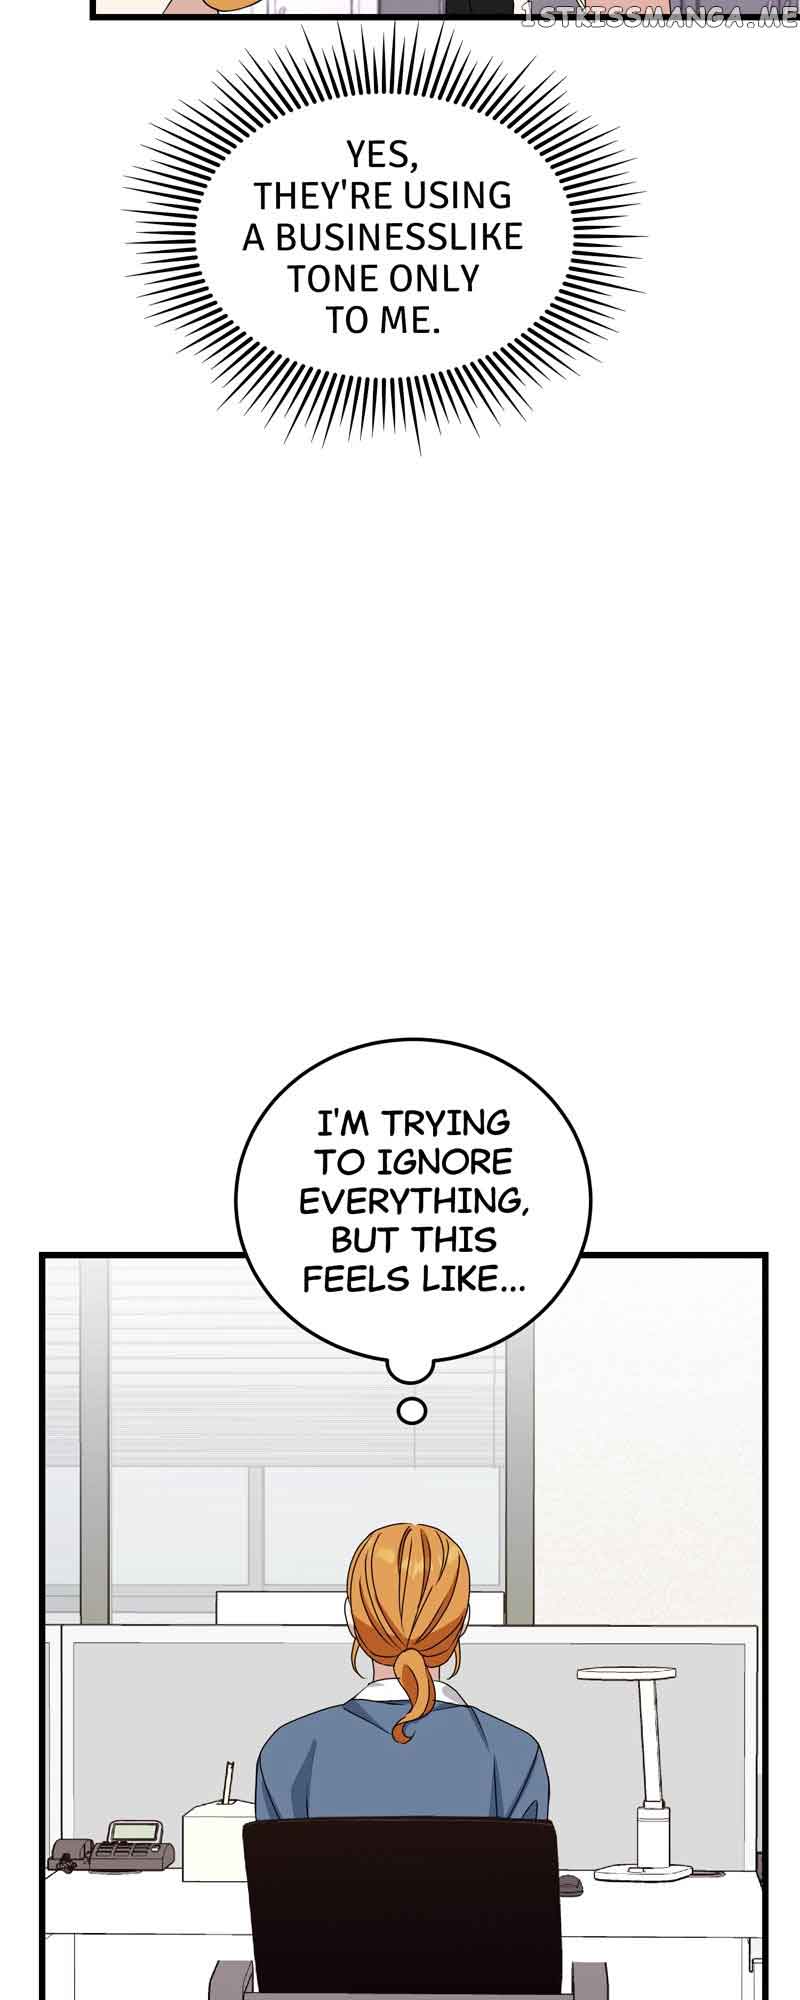 1STKISSMANGA.ME
YES,
THEY'RE USING
A BUSINESSLIKE
TONE ONLY
TO ME.
I'M TRYING
TO IGNORE
EVERYTHING,
BUT THIS
FEELS LIKE...